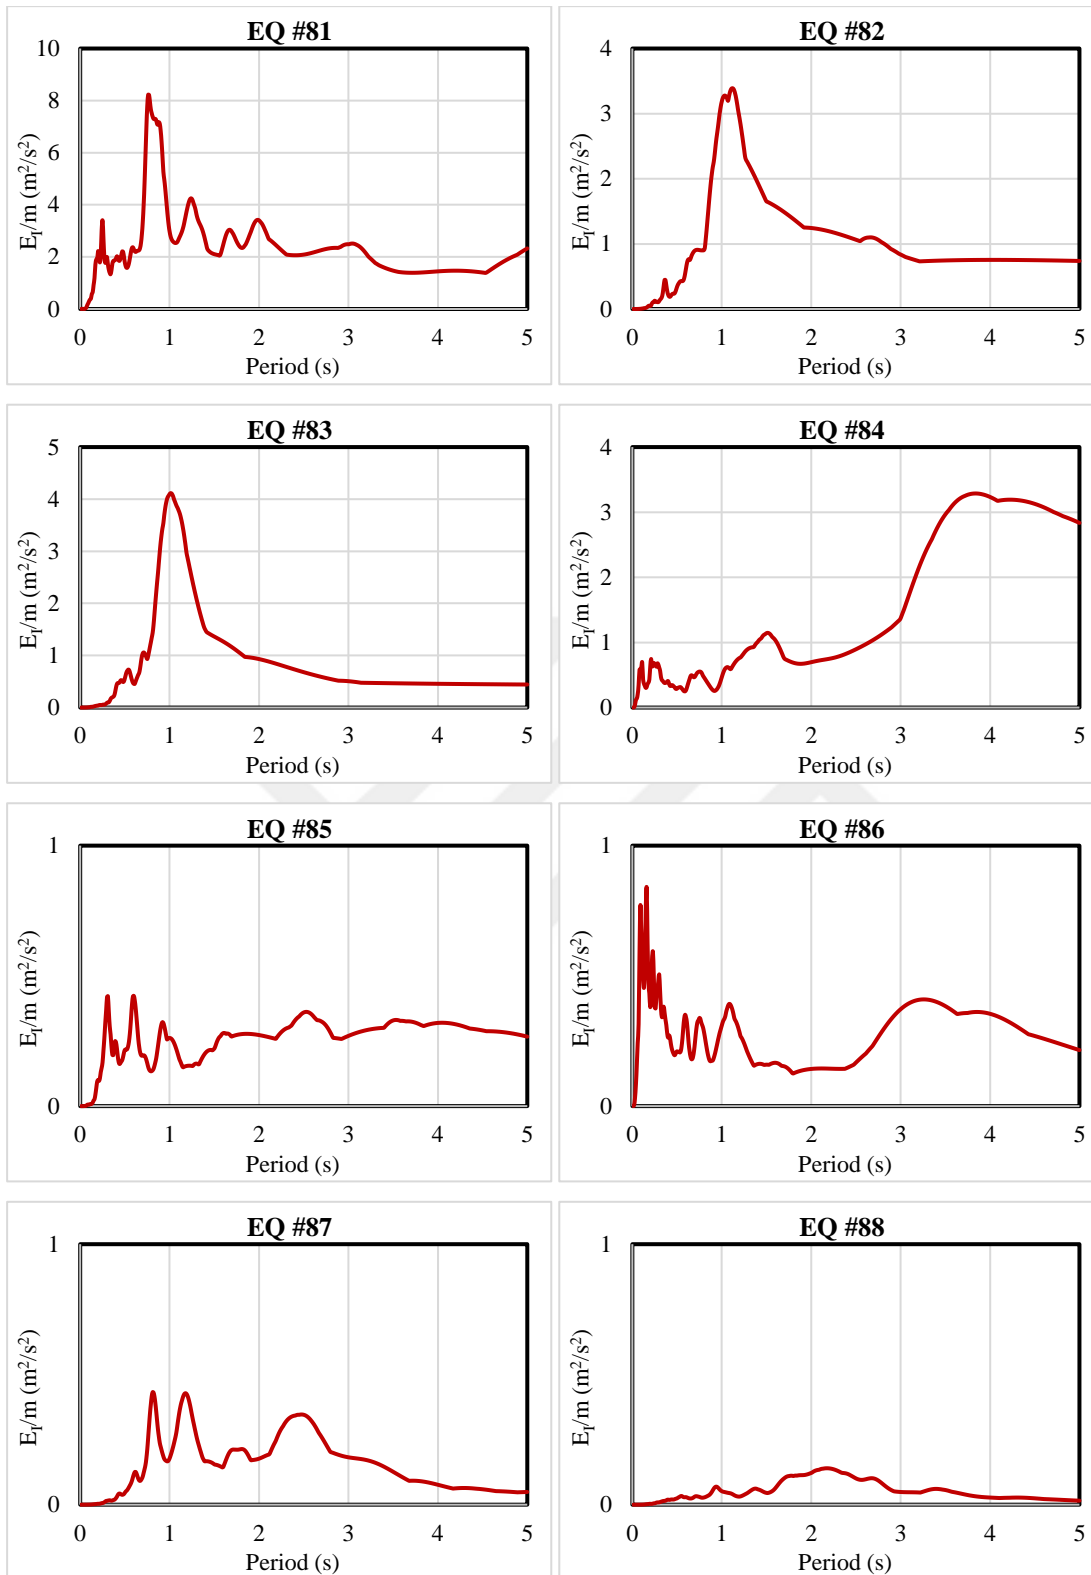 EQ #81
10
8
6
4
2
0
E_I/m (m²/s²)
0 1 2 3 4 5
Period (s)
EQ #82
4
3
2
1
0
E_I/m (m²/s²)
0 1 2 3 4 5
Period (s)
EQ #83
5
4
3
2
1
0
E_I/m (m²/s²)
0 1 2 3 4 5
Period (s)
EQ #84
4
3
2
1
0
E_I/m (m²/s²)
0 1 2 3 4 5
Period (s)
EQ #85
1
0
E_I/m (m²/s²)
0 1 2 3 4 5
Period (s)
EQ #86
1
0
E_I/m (m²/s²)
0 1 2 3 4 5
Period (s)
EQ #87
1
0
E_I/m (m²/s²)
0 1 2 3 4 5
Period (s)
EQ #88
1
0
E_I/m (m²/s²)
0 1 2 3 4 5
Period (s)